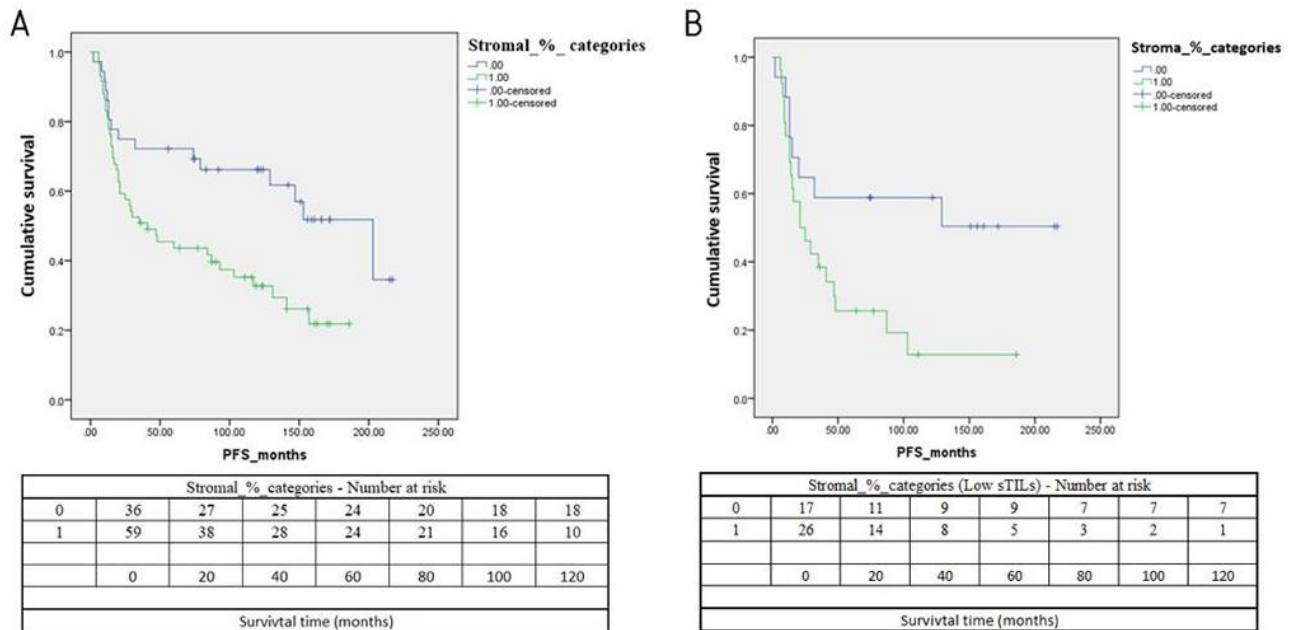 A
Stromal_%_ categories
.00
1.00
.00-censored
1.00-censored
Cumulative survival
1.0
0.8
0.6
0.4
0.2
0.0
.00 50.00 100.00 150.00 200.00 250.00
PFS_months
Stromal_%_categories - Number at risk
0 36 27 25 24 20 18 18
1 59 38 28 24 21 16 10
0 20 40 60 80 100 120
Survivtal time (months)
B
Stroma_%_categories
.00
1.00
.00-censored
1.00-censored
Cumulative survival
1.0
0.8
0.6
0.4
0.2
0.0
.00 50.00 100.00 150.00 200.00 250.00
PFS_months
Stromal_%_categories (Low sTILs) - Number at risk
0 17 11 9 9 7 7 7
1 26 14 8 5 3 2 1
0 20 40 60 80 100 120
Survivtal time (months)